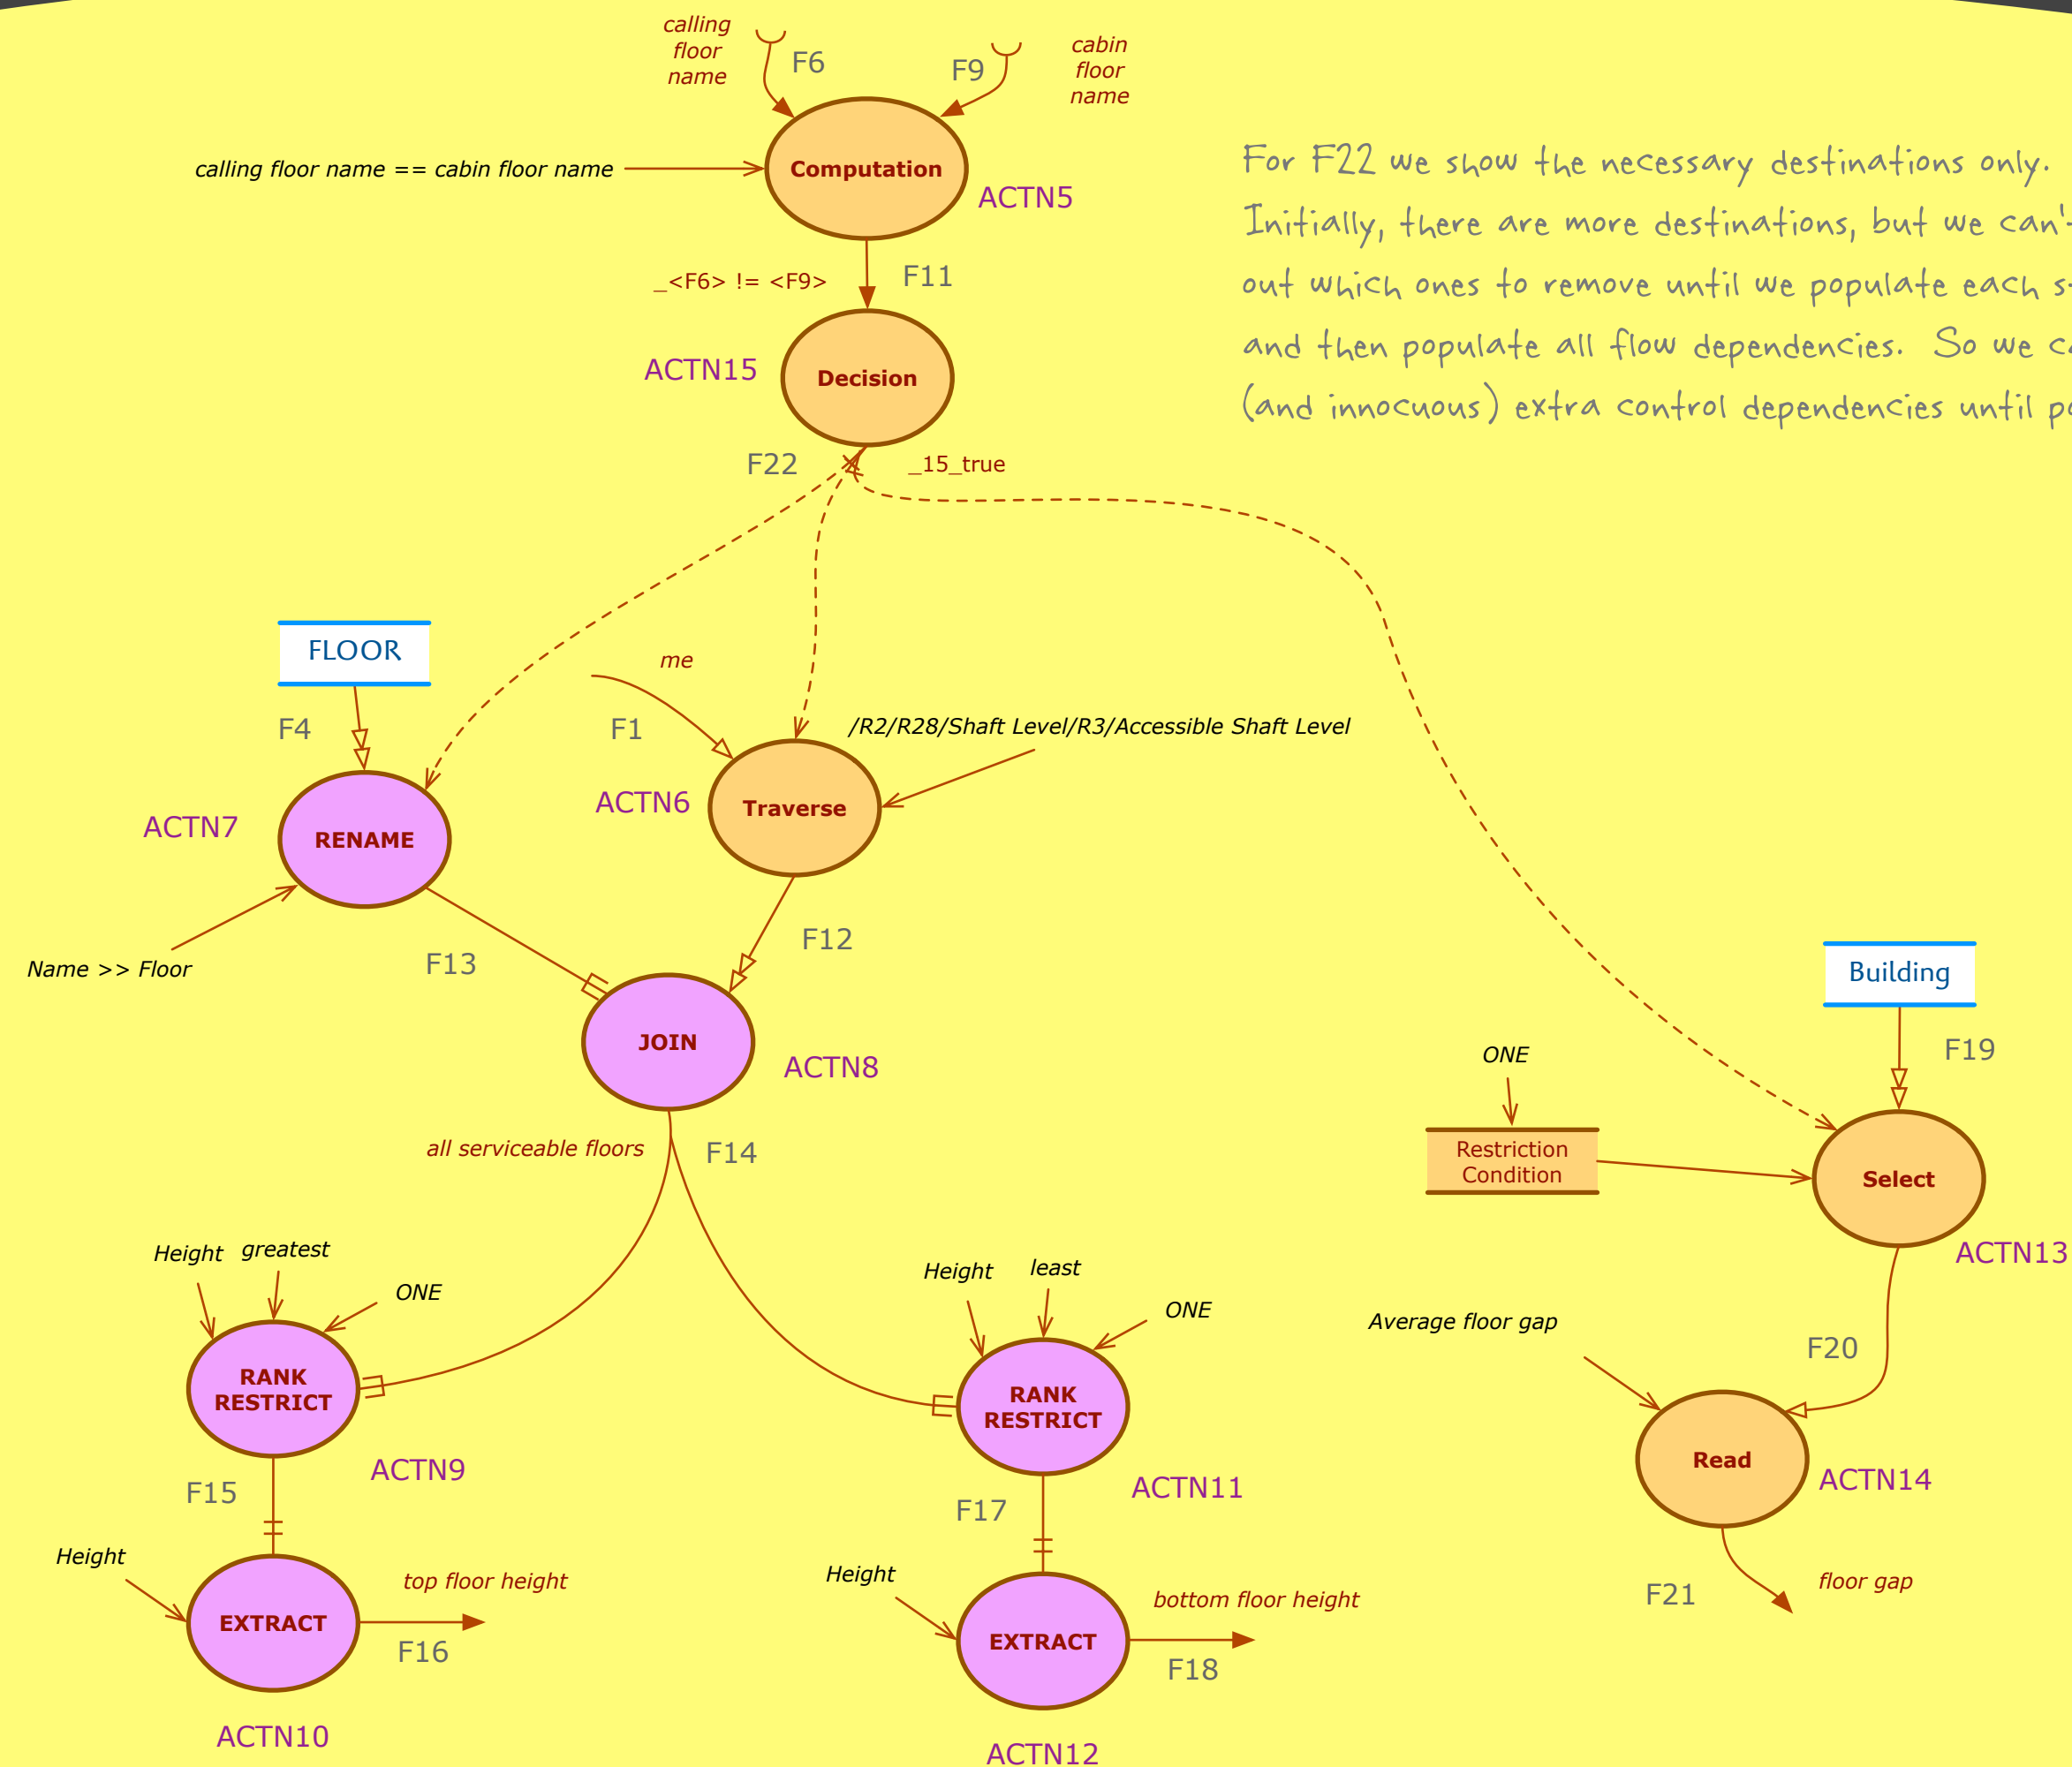 calling
floor
name
F6
F9
cabin
floor
name
calling floor name == cabin floor name
Computation
ACTN5
For F22 we show the necessary destinations only.
Initially, there are more destinations, but we can'
out which ones to remove until we populate each
and then populate all flow dependencies. So we
(and innocuous) extra control dependencies until
_<F6> != <F9>
F11
ACTN15
Decision
F22
_15_true
FLOOR
me
F4
F1
/R2/R28/Shaft Level/R3/Accessible Shaft Level
ACTN7
RENAME
ACTN6
Traverse
Name >> Floor
F13
F12
JOIN
ACTN8
Building
F19
ONE
Restriction
Condition
Select
ACTN13
all serviceable floors
F14
Height
greatest
ONE
RANK
RESTRICT
ACTN9
Height
least
ONE
RANK
RESTRICT
ACTN11
Average floor gap
F20
Read
ACTN14
F15
F17
Height
EXTRACT
top floor height
F16
ACTN10
Height
EXTRACT
bottom floor height
F18
ACTN12
F21
floor gap